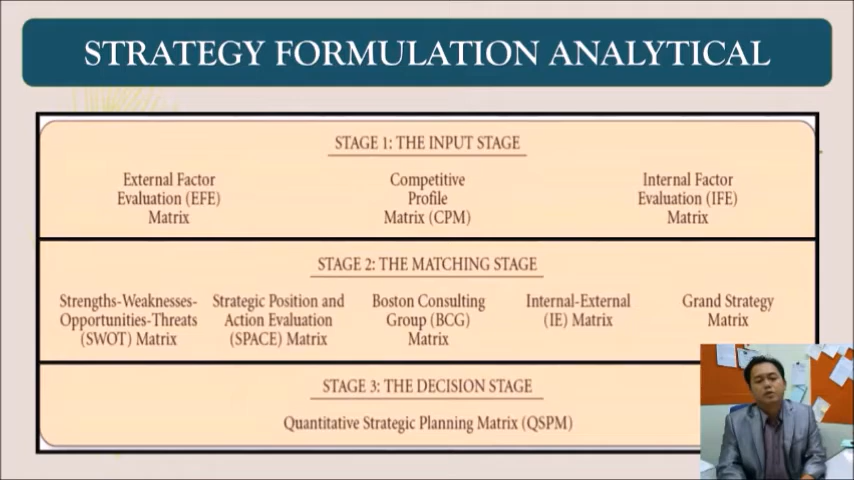 STRATEGY FORMULATION ANALYTICAL
STAGE 1: THE INPUT STAGE
External Factor
Evaluation (EFE)
Matrix
Competitive
Profile
Matrix (CPM)
Internal Factor
Evaluation (IFE)
Matrix
STAGE 2: THE MATCHING STAGE
Strengths-Weaknesses-
Opportunities-Threats
(SWOT) Matrix
Strategic Position and
Action Evaluation
(SPACE) Matrix
Boston Consulting
Group (BCG)
Matrix
Internal-External
(IE) Matrix
Grand Strategy
Matrix
STAGE 3: THE DECISION STAGE
Quantitative Strategic Planning Matrix (QSPM)